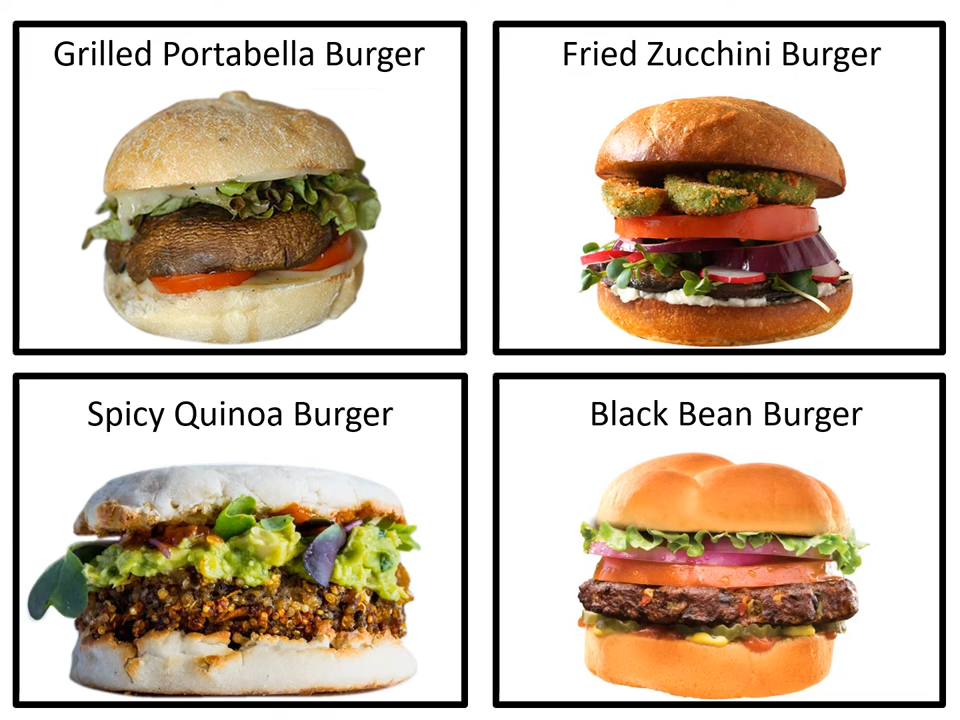 Grilled Portabella Burger
Fried Zucchini Burger
Spicy Quinoa Burger
Black Bean Burger